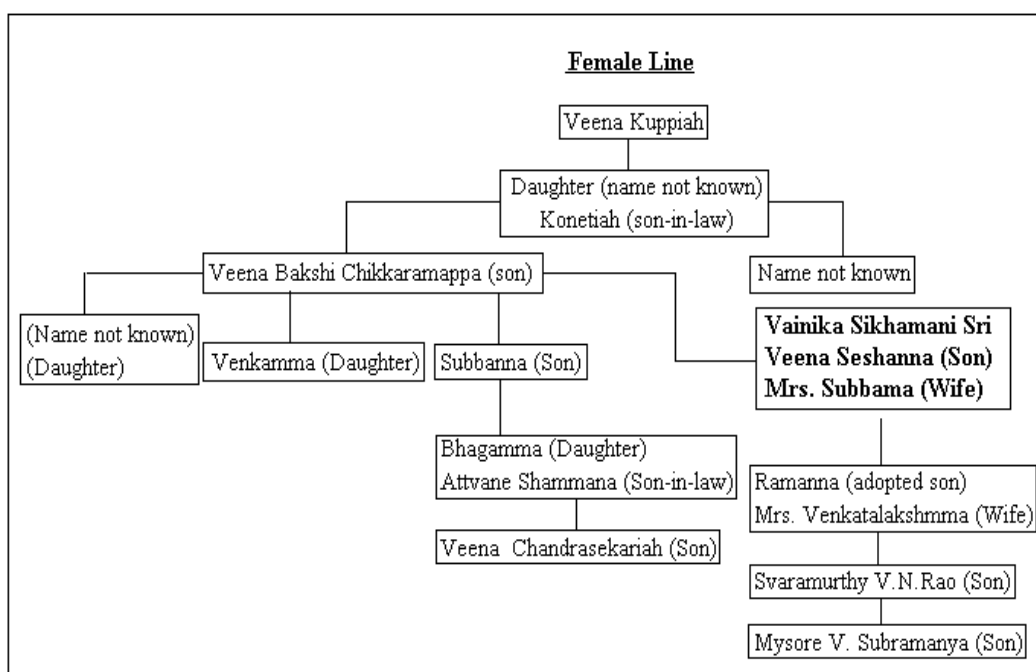 Female Line
Veena Kuppiah
Daughter (name not known)
Konetiah (son-in-law)
Veena Bakshi Chikkaramappa (son)
Name not known
(Name not known)
(Daughter)
Venkamma (Daughter)
Subbanna (Son)
Vainika Sikhamani Sri
Veena Seshanna (Son)
Mrs. Subbama (Wife)
Bhagamma (Daughter)
Attvane Shammana (Son-in-law)
Ramanna (adopted son)
Mrs. Venkatalakshmma (Wife)
Veena Chandrasekariah (Son)
Svaramurthy V.N.Rao (Son)
Mysore V. Subramanya (Son)